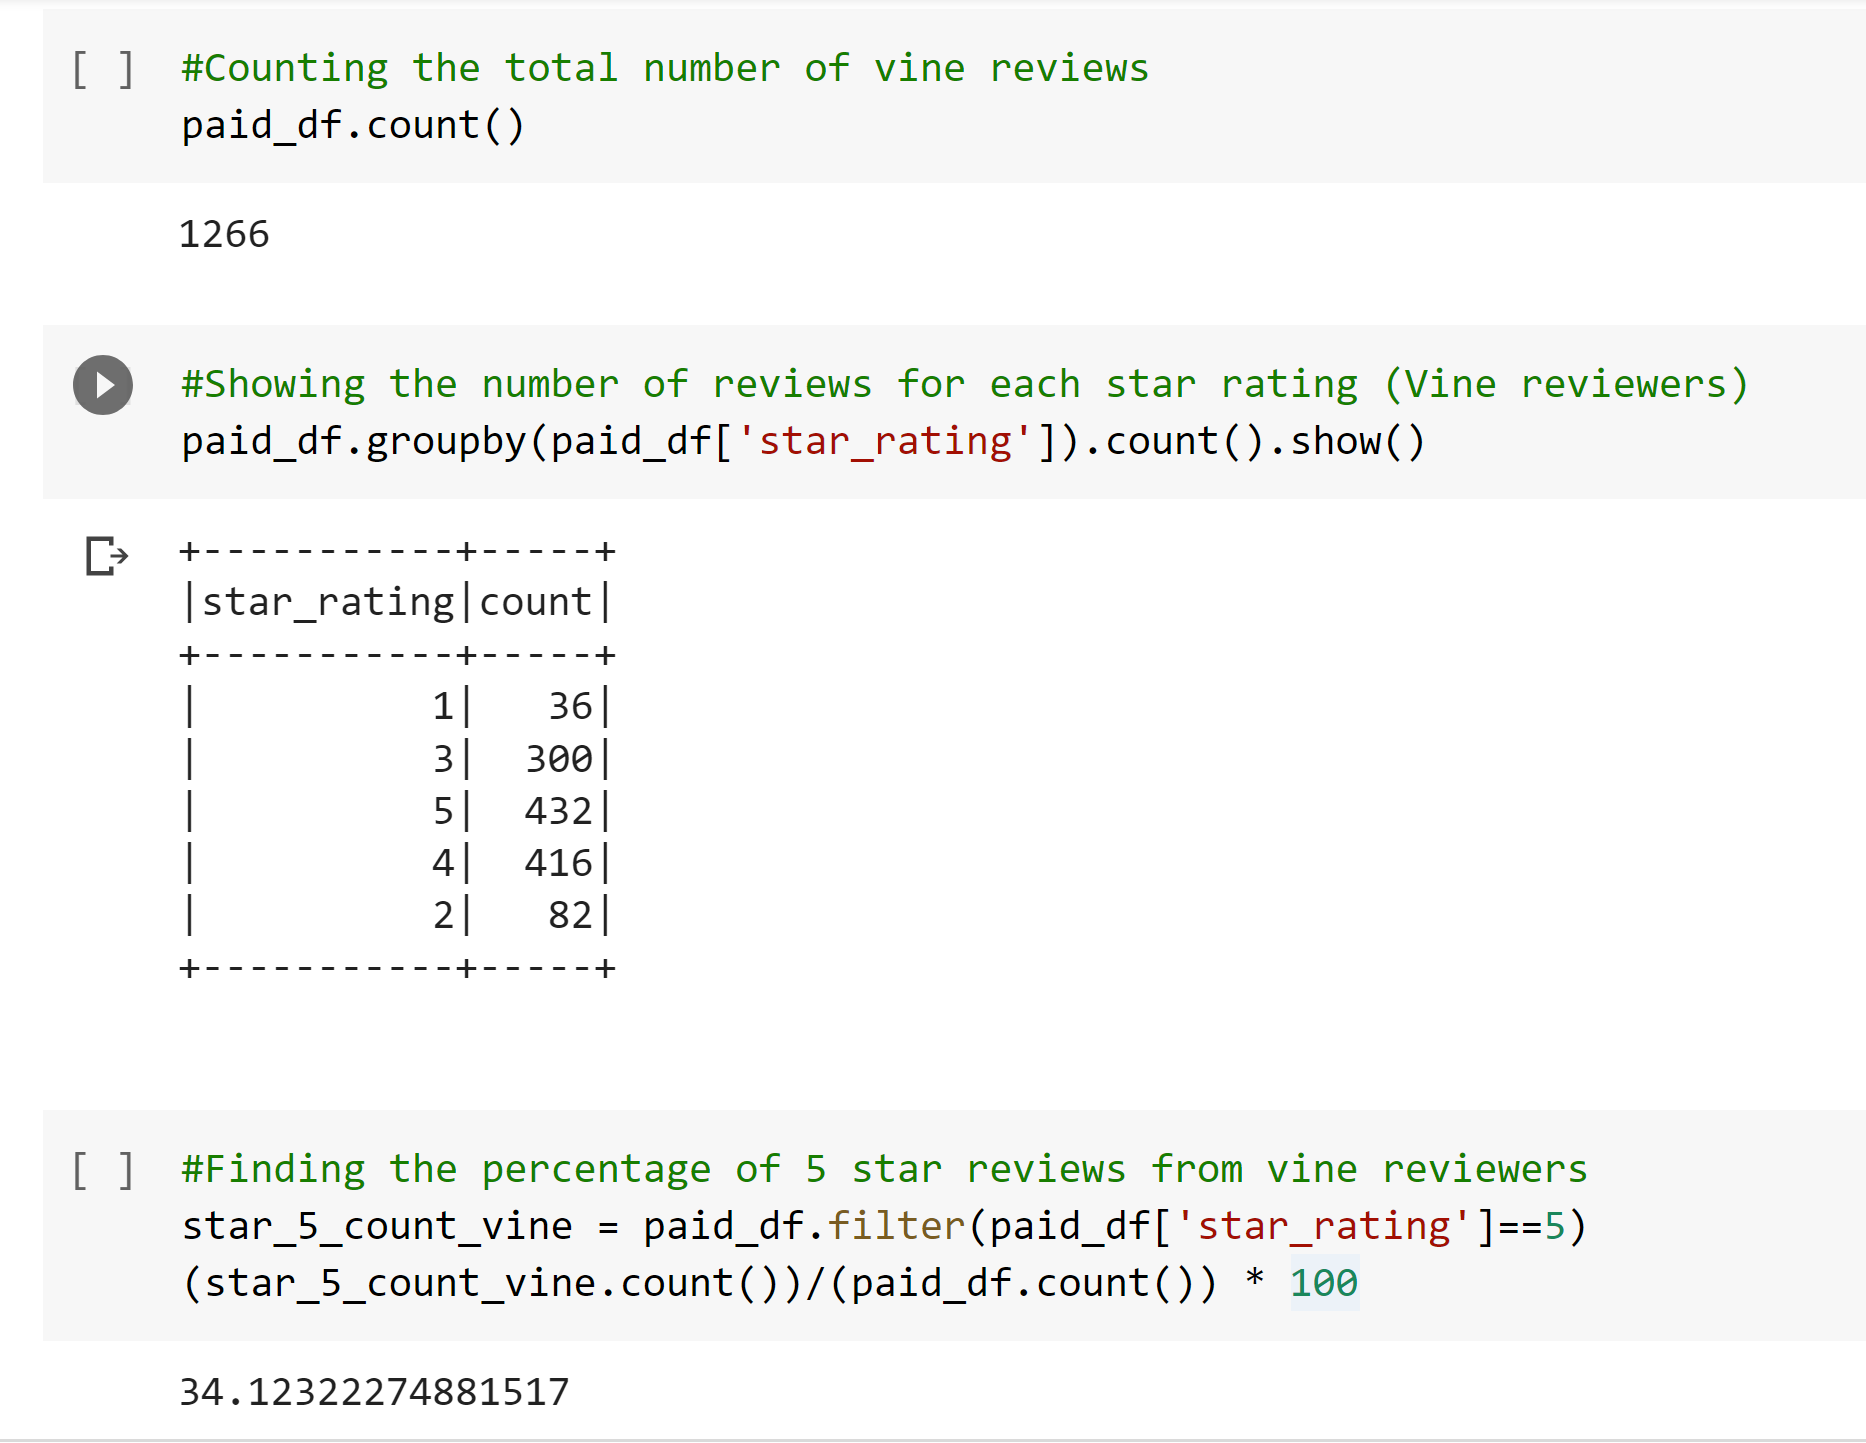 [ ] #Counting the total number of vine reviews
paid_df.count()
1266
#Showing the number of reviews for each star rating (Vine reviewers)
paid_df.groupby(paid_df['star_rating']).count().show()
+-----------+-----+
|star_rating|count|
+-----------+-----+
|          1|   36|
|          3|  300|
|          5|  432|
|          4|  416|
|          2|   82|
+-----------+-----+
[ ] #Finding the percentage of 5 star reviews from vine reviewers
star_5_count_vine = paid_df.filter(paid_df['star_rating']==5)
(star_5_count_vine.count())/(paid_df.count()) * 100
34.12322274881517